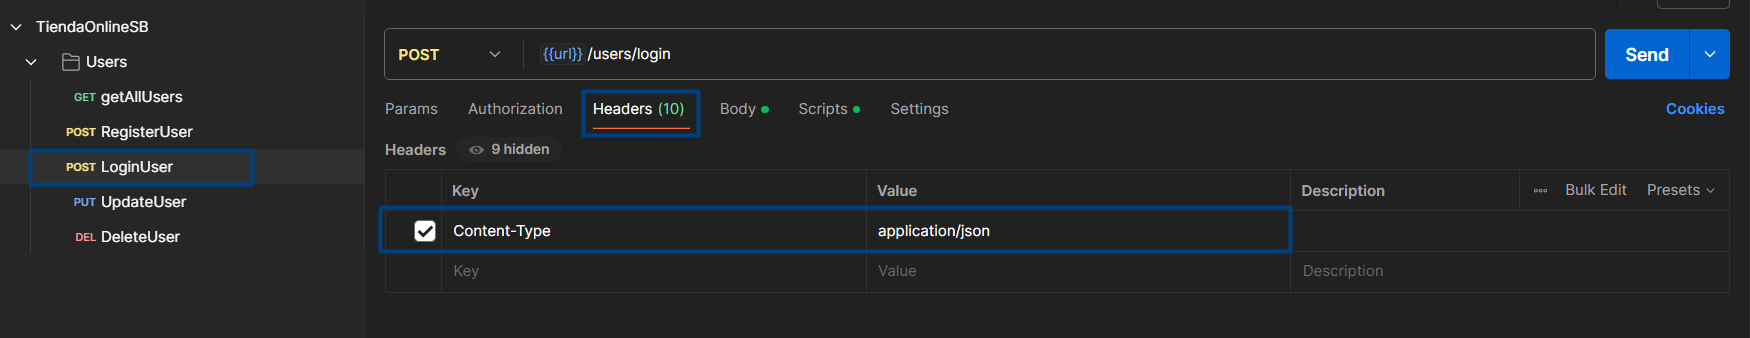 TiendaOnlineSB
Users
GET getAllUsers
POST RegisterUser
POST LoginUser
PUT UpdateUser
DEL DeleteUser
POST {{url}} /users/login Send
Params Authorization Headers (10) Body Scripts Settings Cookies
Headers 9 hidden
Key Value Description Bulk Edit Presets
Content-Type application/json
Key Value Description